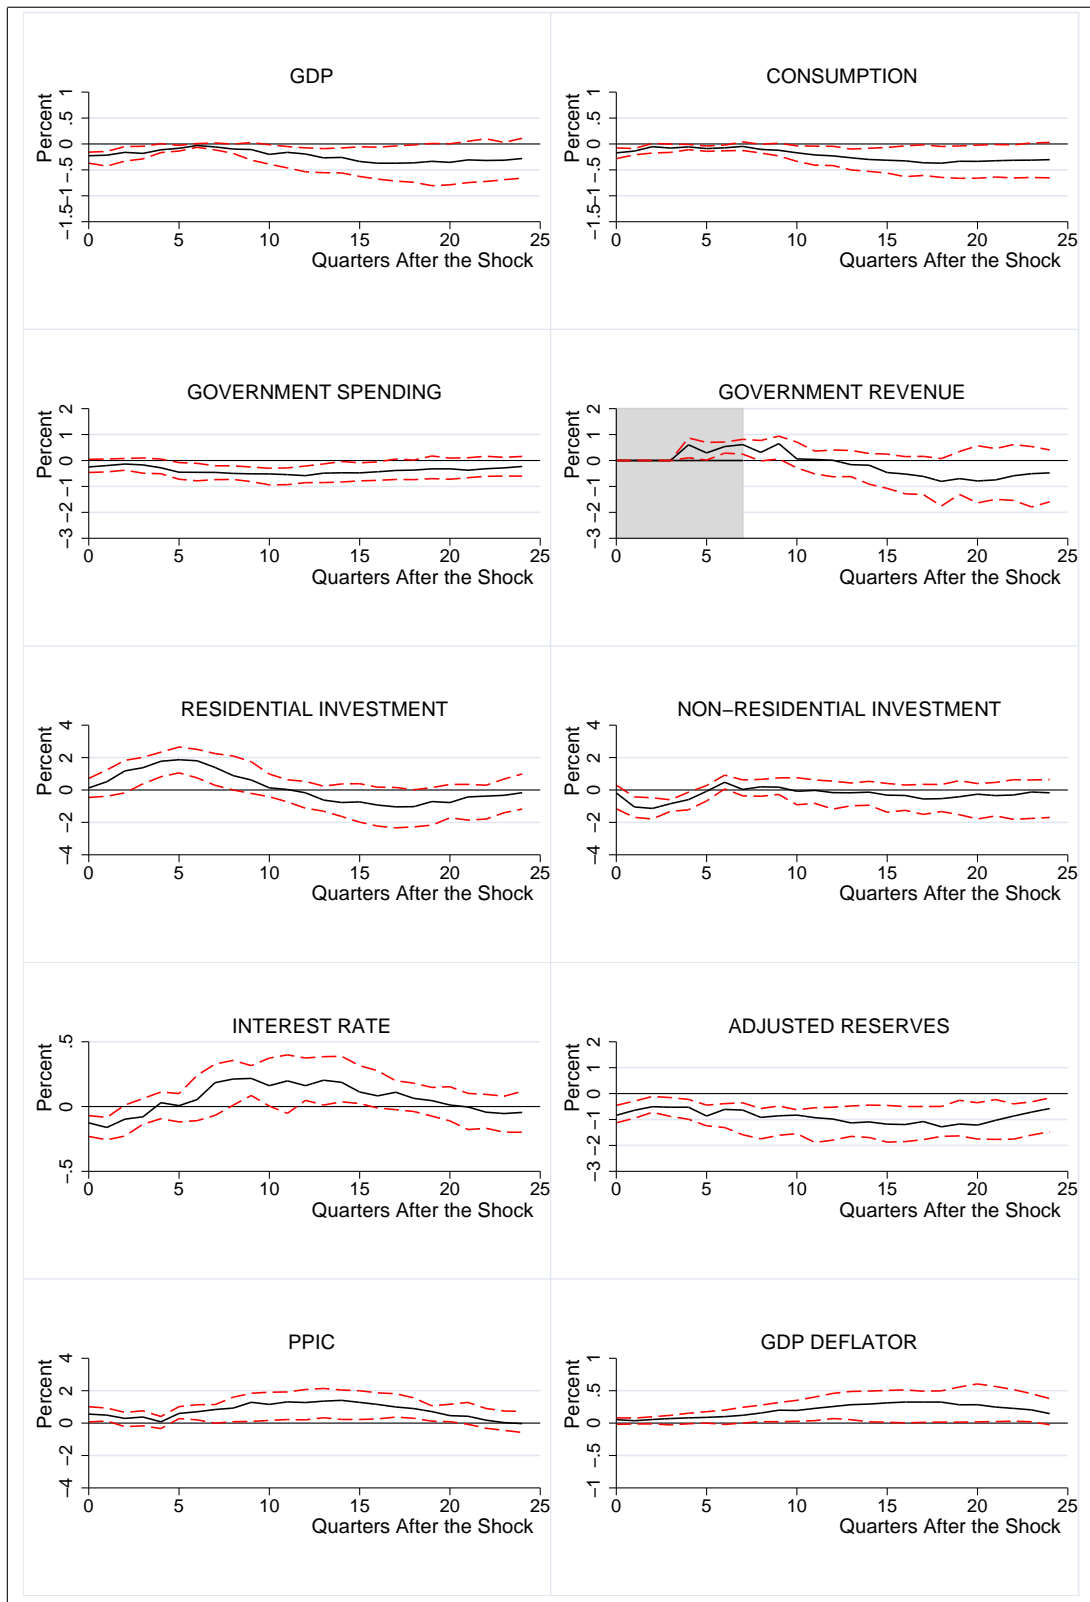 GDP
Percent
1
.5
0
-.5
-1
-1.5
0 5 10 15 20 25
Quarters After the Shock
CONSUMPTION
Percent
1
.5
0
-.5
-1
-1.5
0 5 10 15 20 25
Quarters After the Shock
GOVERNMENT SPENDING
Percent
2
1
0
-1
-2
-3
0 5 10 15 20 25
Quarters After the Shock
GOVERNMENT REVENUE
Percent
2
1
0
-1
-2
-3
0 5 10 15 20 25
Quarters After the Shock
RESIDENTIAL INVESTMENT
Percent
4
2
0
-2
-4
0 5 10 15 20 25
Quarters After the Shock
NON-RESIDENTIAL INVESTMENT
Percent
4
2
0
-2
-4
0 5 10 15 20 25
Quarters After the Shock
INTEREST RATE
Percent
.5
0
-.5
0 5 10 15 20 25
Quarters After the Shock
ADJUSTED RESERVES
Percent
2
1
0
-1
-2
-3
0 5 10 15 20 25
Quarters After the Shock
PPIC
Percent
4
2
0
-2
-4
0 5 10 15 20 25
Quarters After the Shock
GDP DEFLATOR
Percent
1
.5
0
-.5
-1
0 5 10 15 20 25
Quarters After the Shock